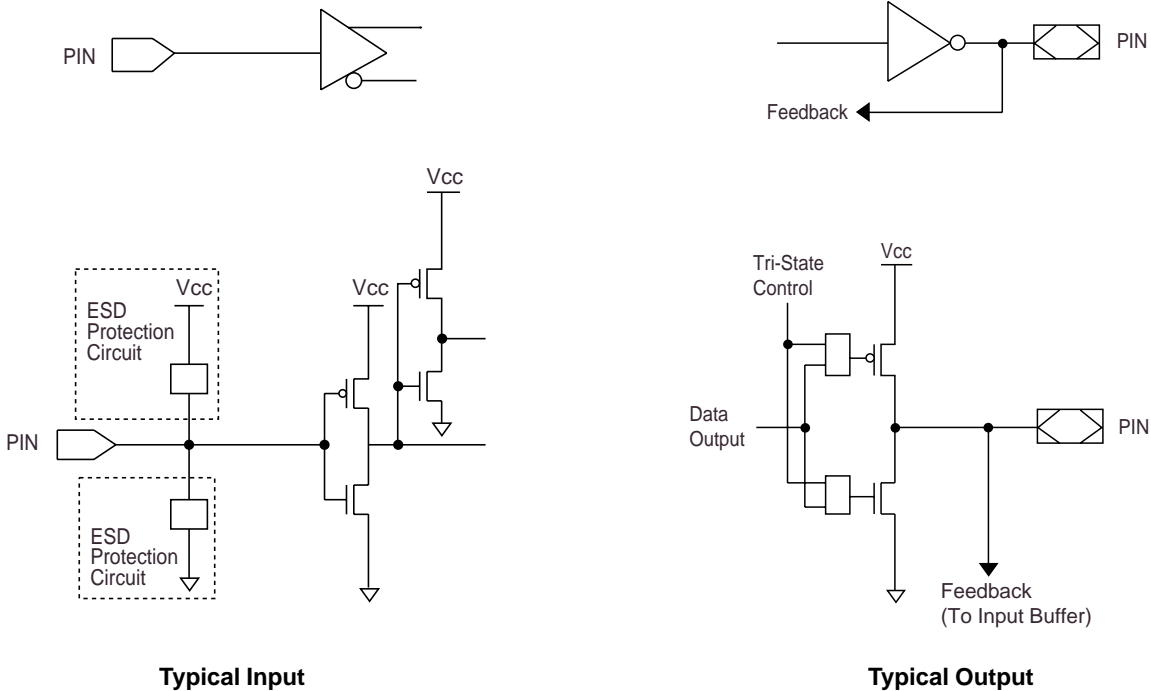 PIN
PIN
Feedback
Vcc
ESD
Protection
Circuit
Vcc
Vcc
PIN
ESD
Protection
Circuit
Typical Input
Tri-State
Control
Vcc
Data
Output
PIN
Feedback
(To Input Buffer)
Typical Output